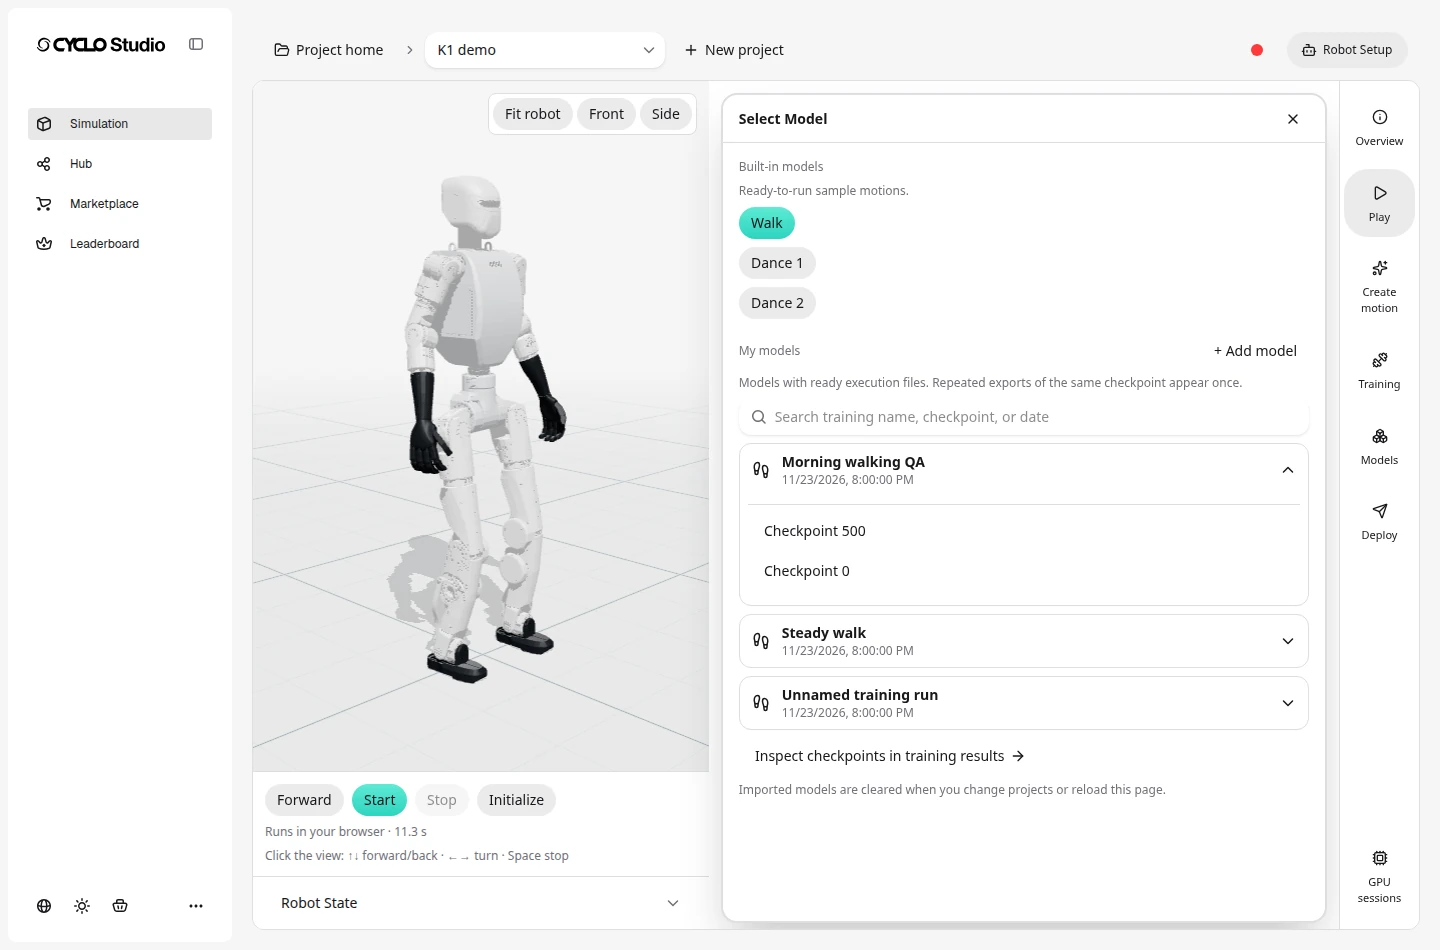 CYCLO Studio
Simulation
Hub
Marketplace
Leaderboard
Project home
K1 demo
New project
Robot Setup
Fit robot
Front
Side
Forward
Start
Stop
Initialize
Runs in your browser · 11.3 s
Click the view: ↑↓ forward/back · ←→ turn · Space stop
Robot State
Select Model
Built-in models
Ready-to-run sample motions.
Walk
Dance 1
Dance 2
My models
+ Add model
Models with ready execution files. Repeated exports of the same checkpoint appear once.
Search training name, checkpoint, or date
Morning walking QA
11/23/2026, 8:00:00 PM
Checkpoint 500
Checkpoint 0
Steady walk
11/23/2026, 8:00:00 PM
Unnamed training run
11/23/2026, 8:00:00 PM
Inspect checkpoints in training results →
Imported models are cleared when you change projects or reload this page.
Overview
Play
Create
motion
Training
Models
Deploy
GPU
sessions